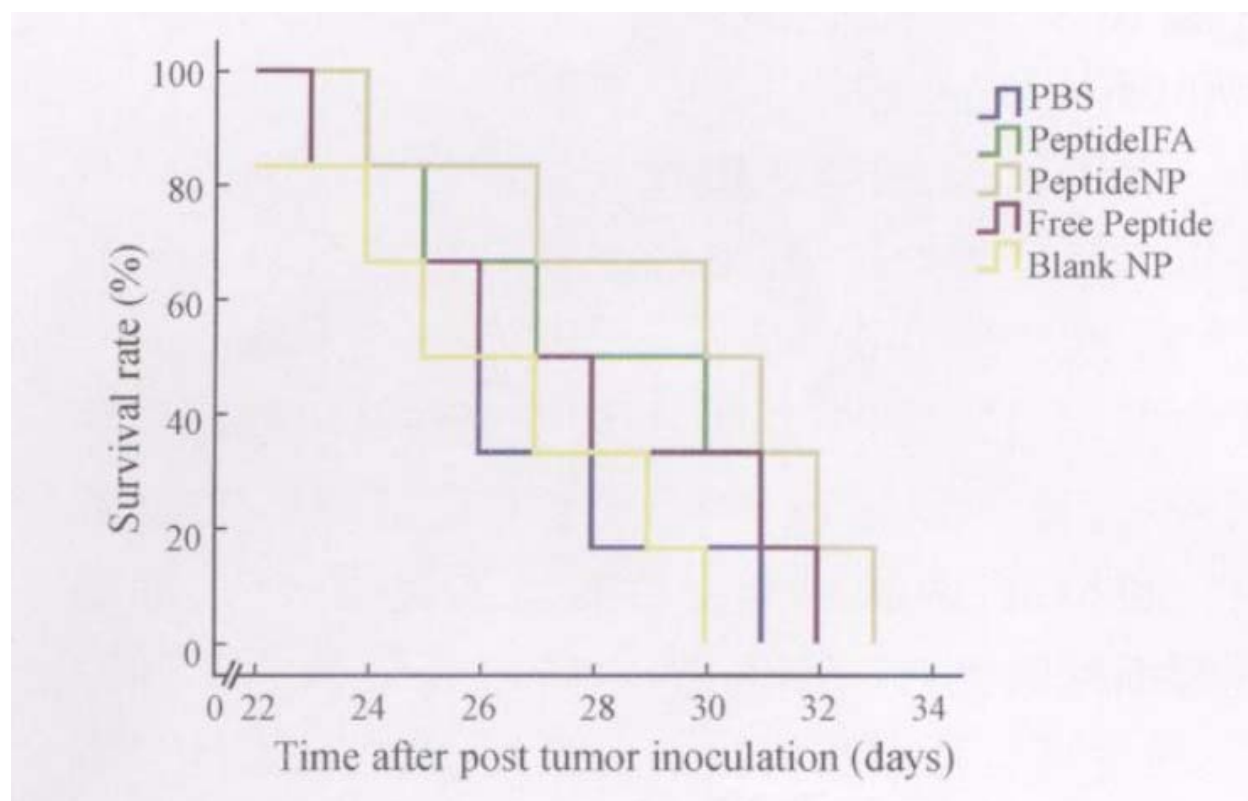 Survival rate (%)
100
80
60
40
20
0
0 22 24 26 28 30 32 34
Time after post tumor inoculation (days)
PBS
PeptideIFA
PeptideNP
Free Peptide
Blank NP